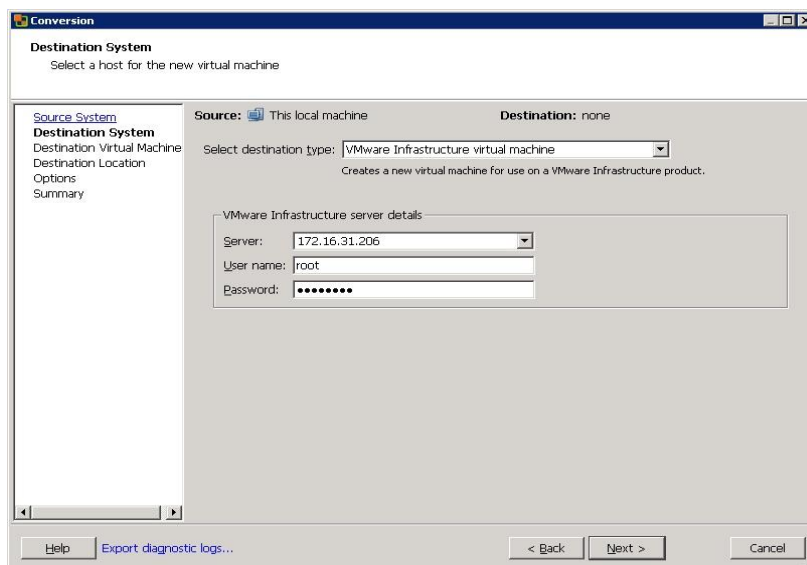 Conversion
Destination System
Select a host for the new virtual machine
Source System
Destination System
Destination Virtual Machine
Destination Location
Options
Summary
Source: This local machine Destination: none
Select destination type: VMware Infrastructure virtual machine
Creates a new virtual machine for use on a VMware Infrastructure product.
VMware Infrastructure server details
Server: 172.16.31.206
User name: root
Password: ●●●●●●●●
Help Export diagnostic logs... < Back Next > Cancel